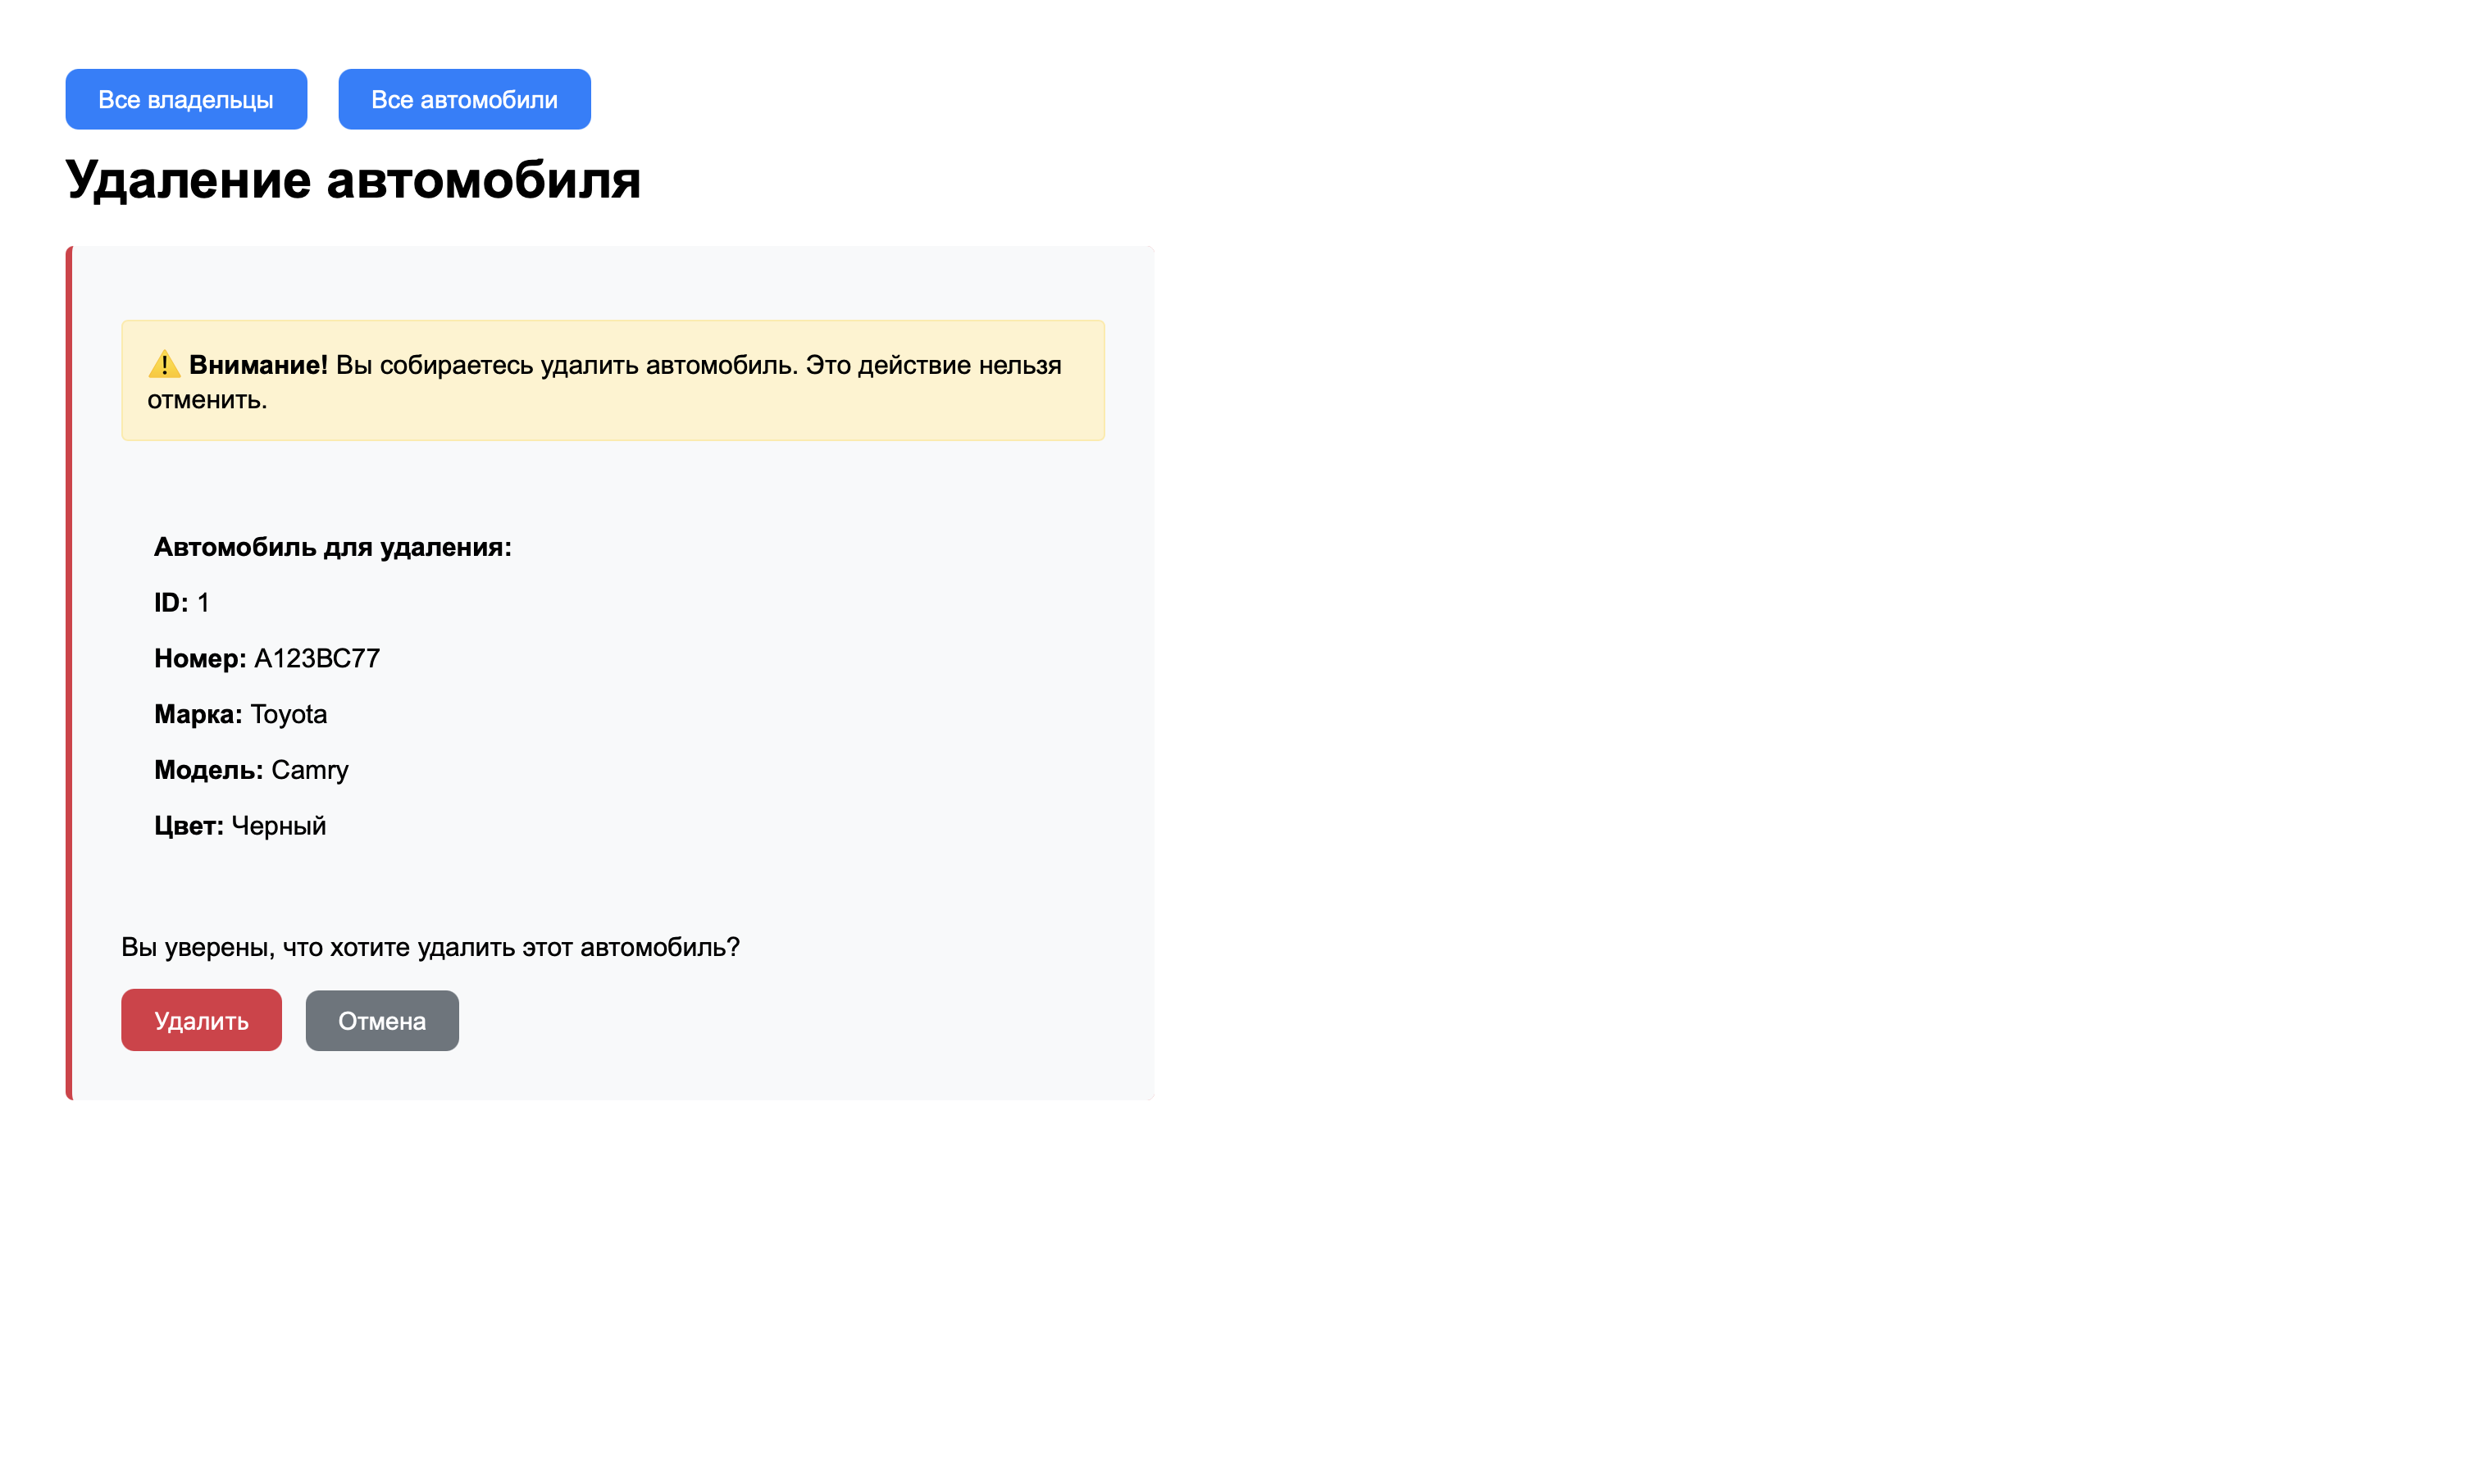 Все владельцы Все автомобили
Удаление автомобиля
⚠️ Внимание! Вы собираетесь удалить автомобиль. Это действие нельзя
отменить.
Автомобиль для удаления:
ID: 1
Номер: А123ВС77
Марка: Toyota
Модель: Camry
Цвет: Черный
Вы уверены, что хотите удалить этот автомобиль?
Удалить Отмена